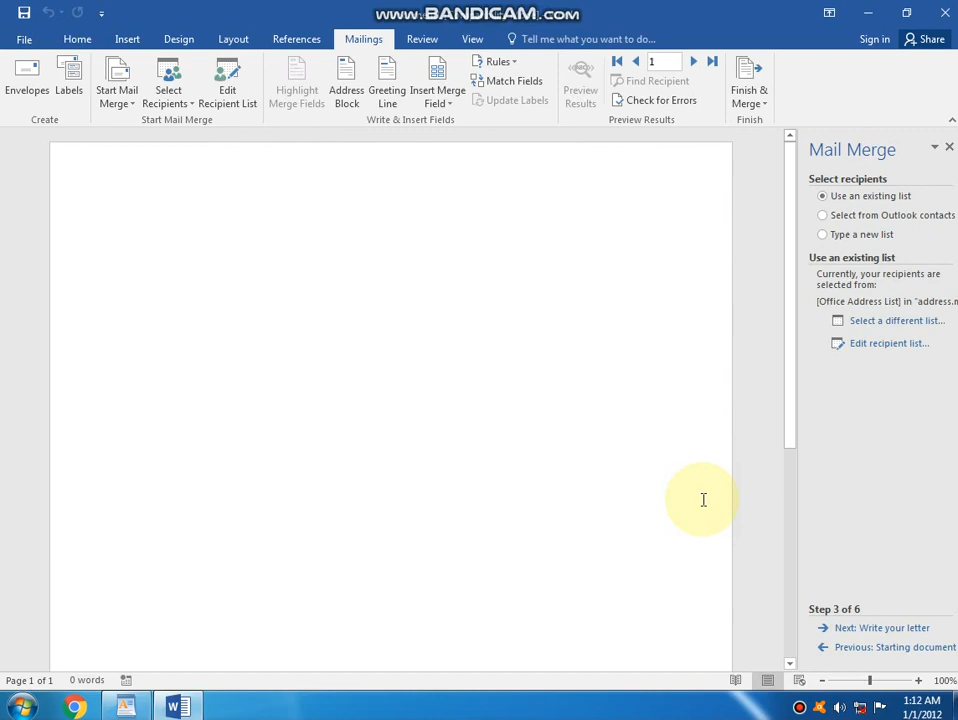 www.BANDICAM.com
File
Home
Insert
Design
Layout
References
Mailings
Review
View
Tell me what you want to do...
Sign in
Share
Envelopes
Labels
Create
Start Mail
Merge
Select
Recipients
Edit
Recipient List
Start Mail Merge
Highlight
Merge Fields
Address
Block
Greeting
Line
Insert Merge
Field
Rules
Match Fields
Update Labels
Write & Insert Fields
ABC
Preview
Results
1
Find Recipient
Check for Errors
Preview Results
Finish &
Merge
Finish
Mail Merge
Select recipients
Use an existing list
Select from Outlook contacts
Type a new list
Use an existing list
Currently, your recipients are
selected from:
[Office Address List] in "address.m
Select a different list...
Edit recipient list...
Step 3 of 6
Next: Write your letter
Previous: Starting document
Page 1 of 1
0 words
100%
1:12 AM
1/1/2012